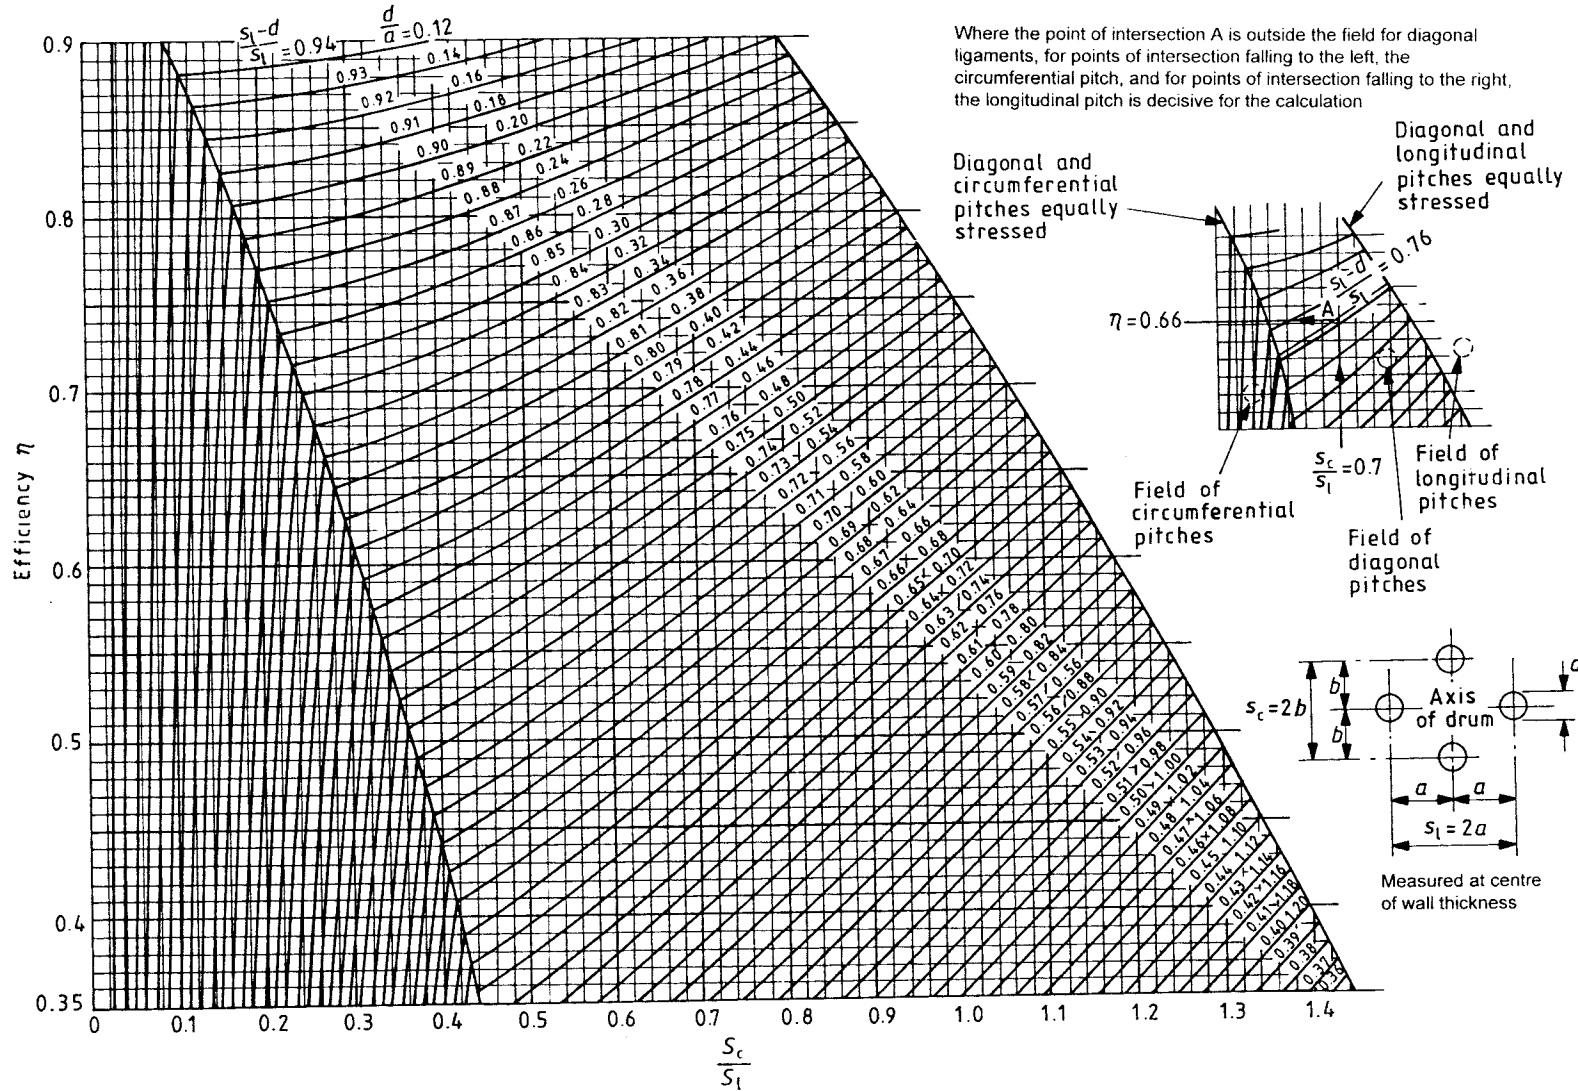 s_l-d / s_l = 0.94
d / a = 0.12
0.93 0.14
0.92 0.16
0.91 0.18
0.90 0.20
0.89 0.22
0.88 0.24
0.87 0.26
0.86 0.28
0.85 0.30
0.84 0.32
0.83 0.34
0.82 0.36
0.81 0.38
0.80 0.40
0.79 0.42
0.78 0.44
0.77 0.46
0.76 0.48
0.75 0.50
0.74 0.52
0.73 0.54
0.72 0.56
0.71 0.58
0.70 0.60
0.69 0.62
0.68 0.64
0.67 0.66
0.66 0.68
0.65 0.70
0.64 0.72
0.63 0.74
0.62 0.76
0.61 0.78
0.60 0.80
0.59 0.82
0.58 0.84
0.57 0.56
0.56 0.88
0.55 0.90
0.54 0.92
0.53 0.94
0.52 0.96
0.51 0.98
0.50 1.00
0.49 1.02
0.48 1.04
0.47 1.06
0.46 1.08
0.45 1.10
0.44 1.12
0.43 1.14
0.42 1.16
0.41 1.18
0.40 1.20
0.39
0.38
0.37
0.36
0.9
0.8
0.7
0.6
0.5
0.4
0.35
Efficiency η
0 0.1 0.2 0.3 0.4 0.5 0.6 0.7 0.8 0.9 1.0 1.1 1.2 1.3 1.4
S_c / S_l
Where the point of intersection A is outside the field for diagonal
ligaments, for points of intersection falling to the left, the
circumferential pitch, and for points of intersection falling to the right,
the longitudinal pitch is decisive for the calculation
Diagonal and
circumferential
pitches equally
stressed
Diagonal and
longitudinal
pitches equally
stressed
s_l-d / s_l = 0.76
A
η = 0.66
s_c / s_l = 0.7
Field of
circumferential
pitches
Field of
longitudinal
pitches
Field of
diagonal
pitches
s_c = 2b
b
b
Axis
of drum
d
a a
s_l = 2a
Measured at centre
of wall thickness